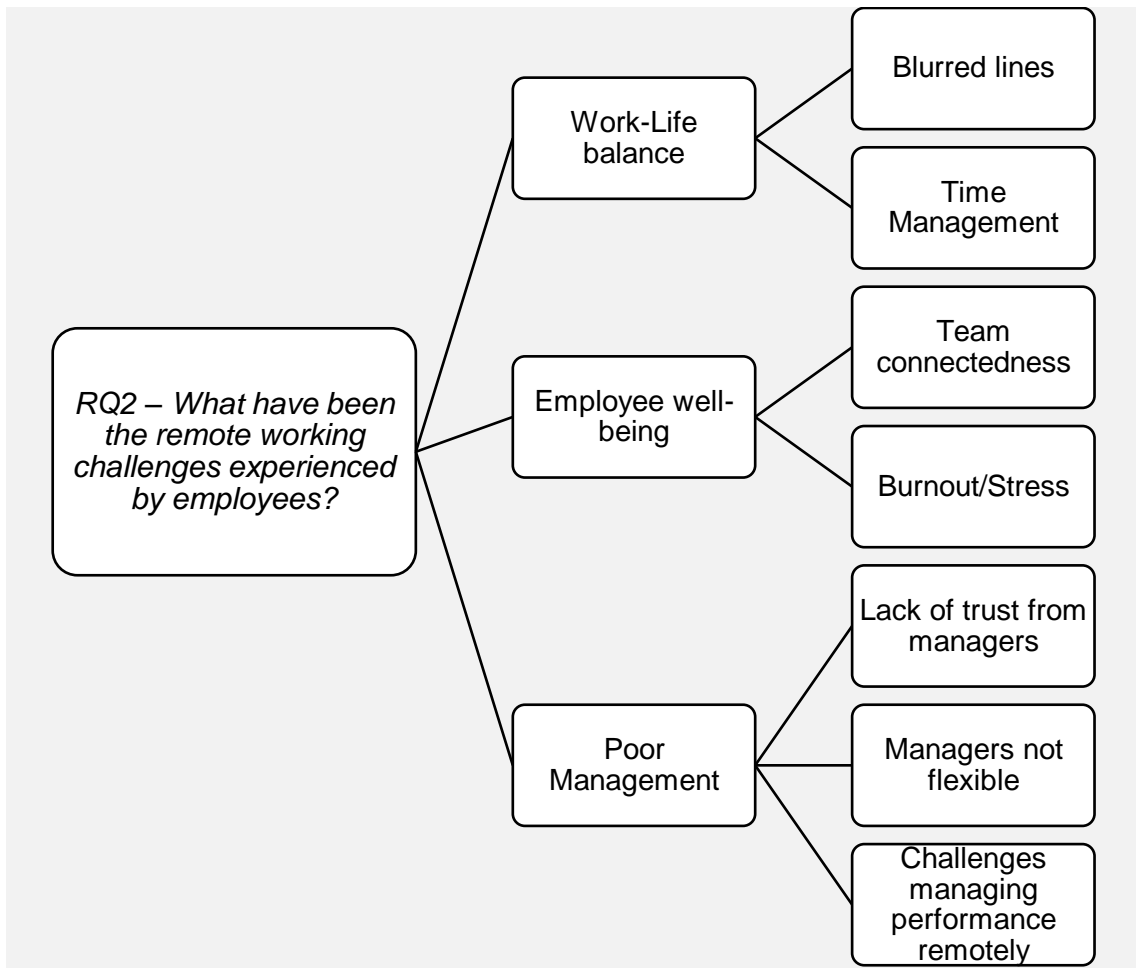 RQ2 – What have been
the remote working
challenges experienced
by employees?
Work-Life
balance
Blurred lines
Time
Management
Employee well-
being
Team
connectedness
Burnout/Stress
Poor
Management
Lack of trust from
managers
Managers not
flexible
Challenges
managing
performance
remotely